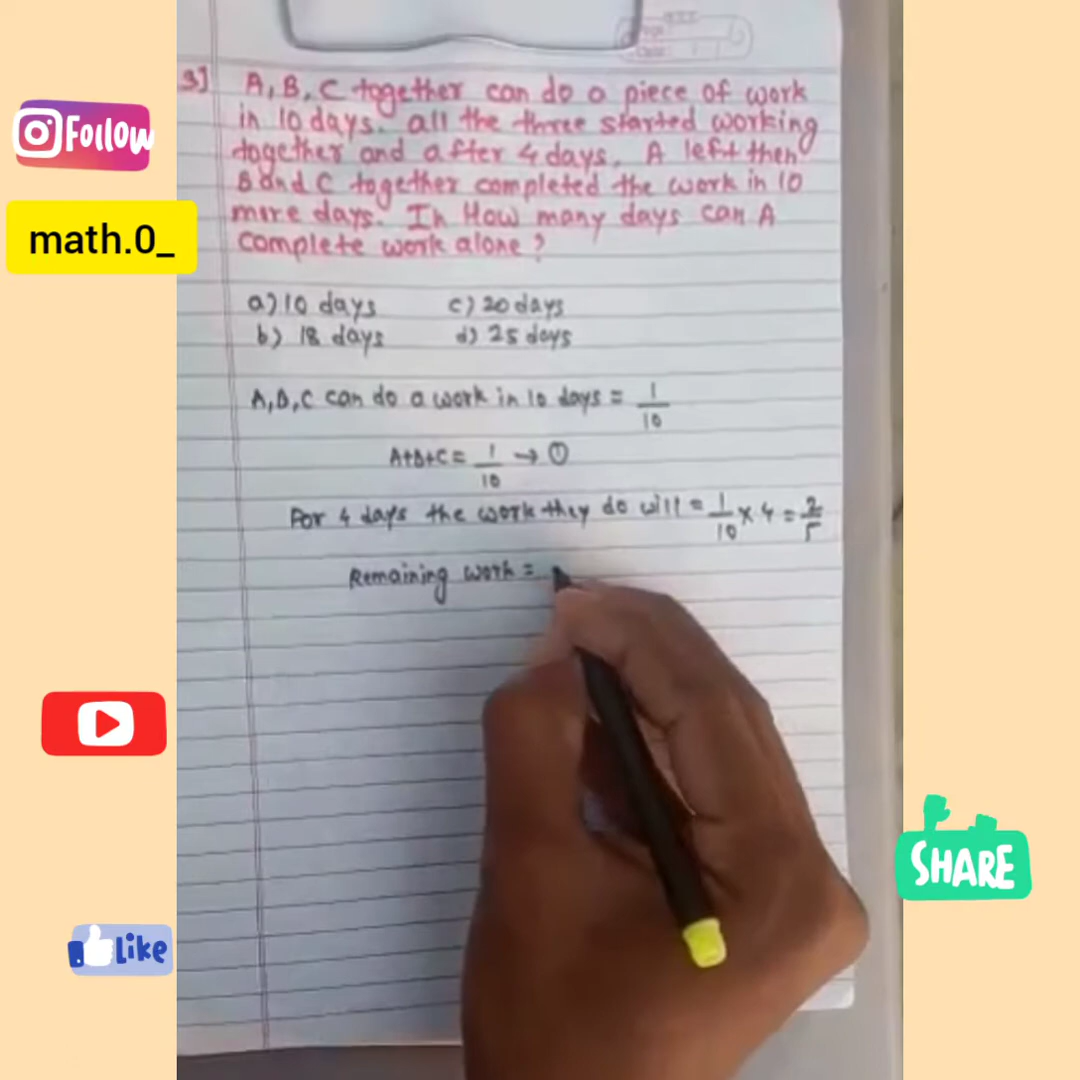 Follow
math.0_
3] A, B, C together can do a piece of work
in 10 days. all the three started working
together and after 4 days, A left then
B and C together completed the work in 10
more days. In How many days can A
complete work alone?
a) 10 days c) 20 days
b) 18 days d) 25 days
A,B,C can do a work in 10 days = 1/10
A+B+C = 1/10 → ①
For 4 days the work they do will = 1/10 × 4 = 2/5
Remaining work =
SHARE
Like